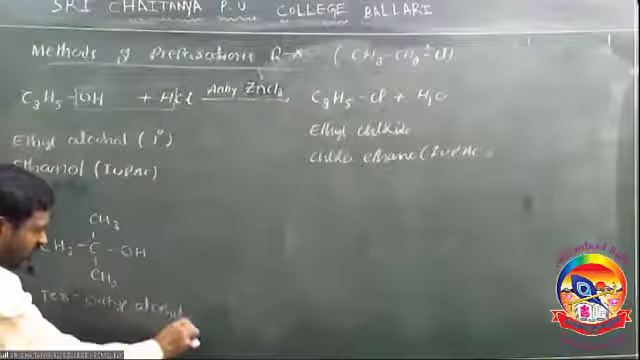 SRI CHAITANYA P.U COLLEGE BALLARI
Methods of Preparations R-X (CH3-CH2-Cl)
C2H5-OH + HCl Anhy ZnCl2 C2H5-Cl + H2O
Ethyl alcohol (1°) Ethyl chloride
Ethanol (IUPAC) Chloro ethane (IUPAC)
CH3
CH3-C-OH
CH3
Ter-butyl alcohol